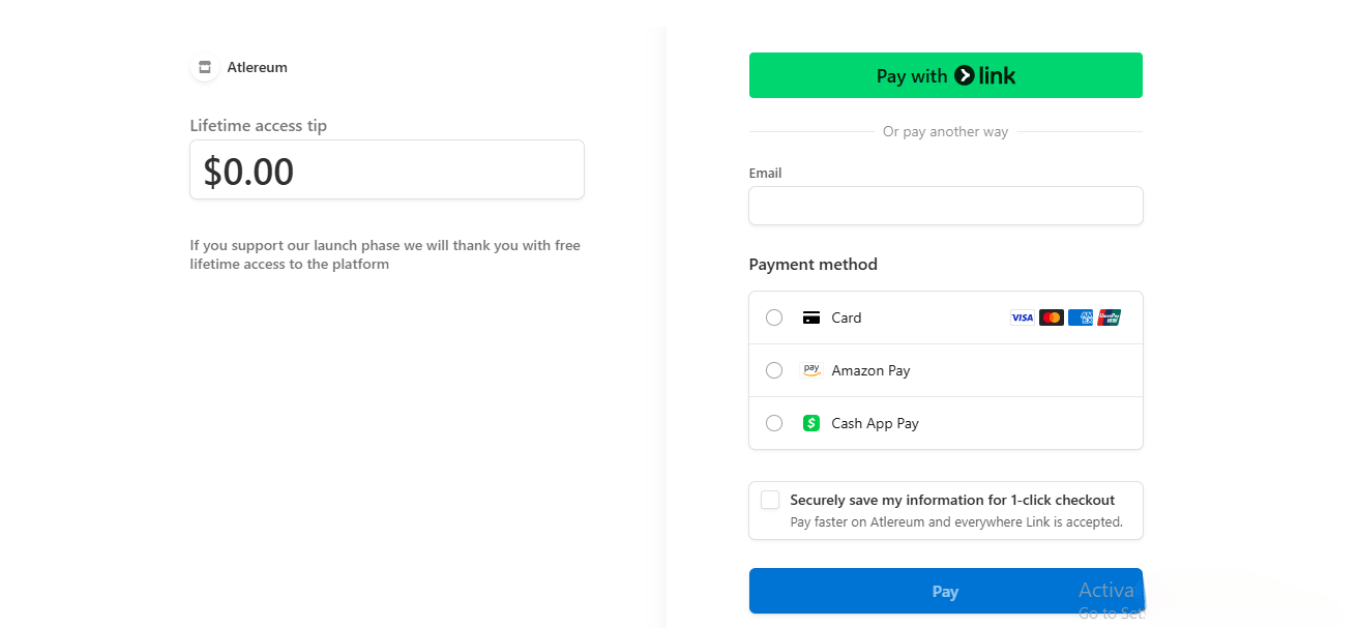 Atlereum
Lifetime access tip
$0.00
If you support our launch phase we will thank you with free
lifetime access to the platform
Pay with link
Or pay another way
Email
Payment method
Card
VISA
Amazon Pay
Cash App Pay
Securely save my information for 1-click checkout
Pay faster on Atlereum and everywhere Link is accepted.
Pay
Activa
Go to Set